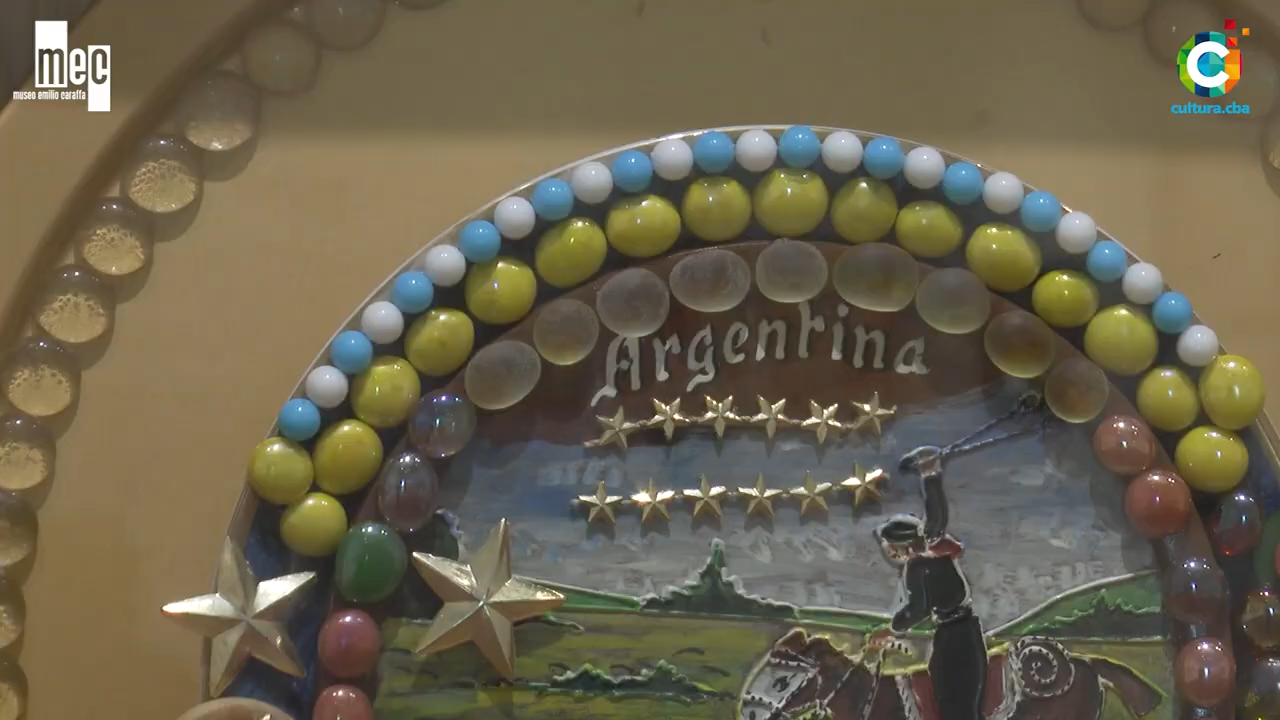 mec
museo emilio caraffa
C
cultura.cba
Argentina